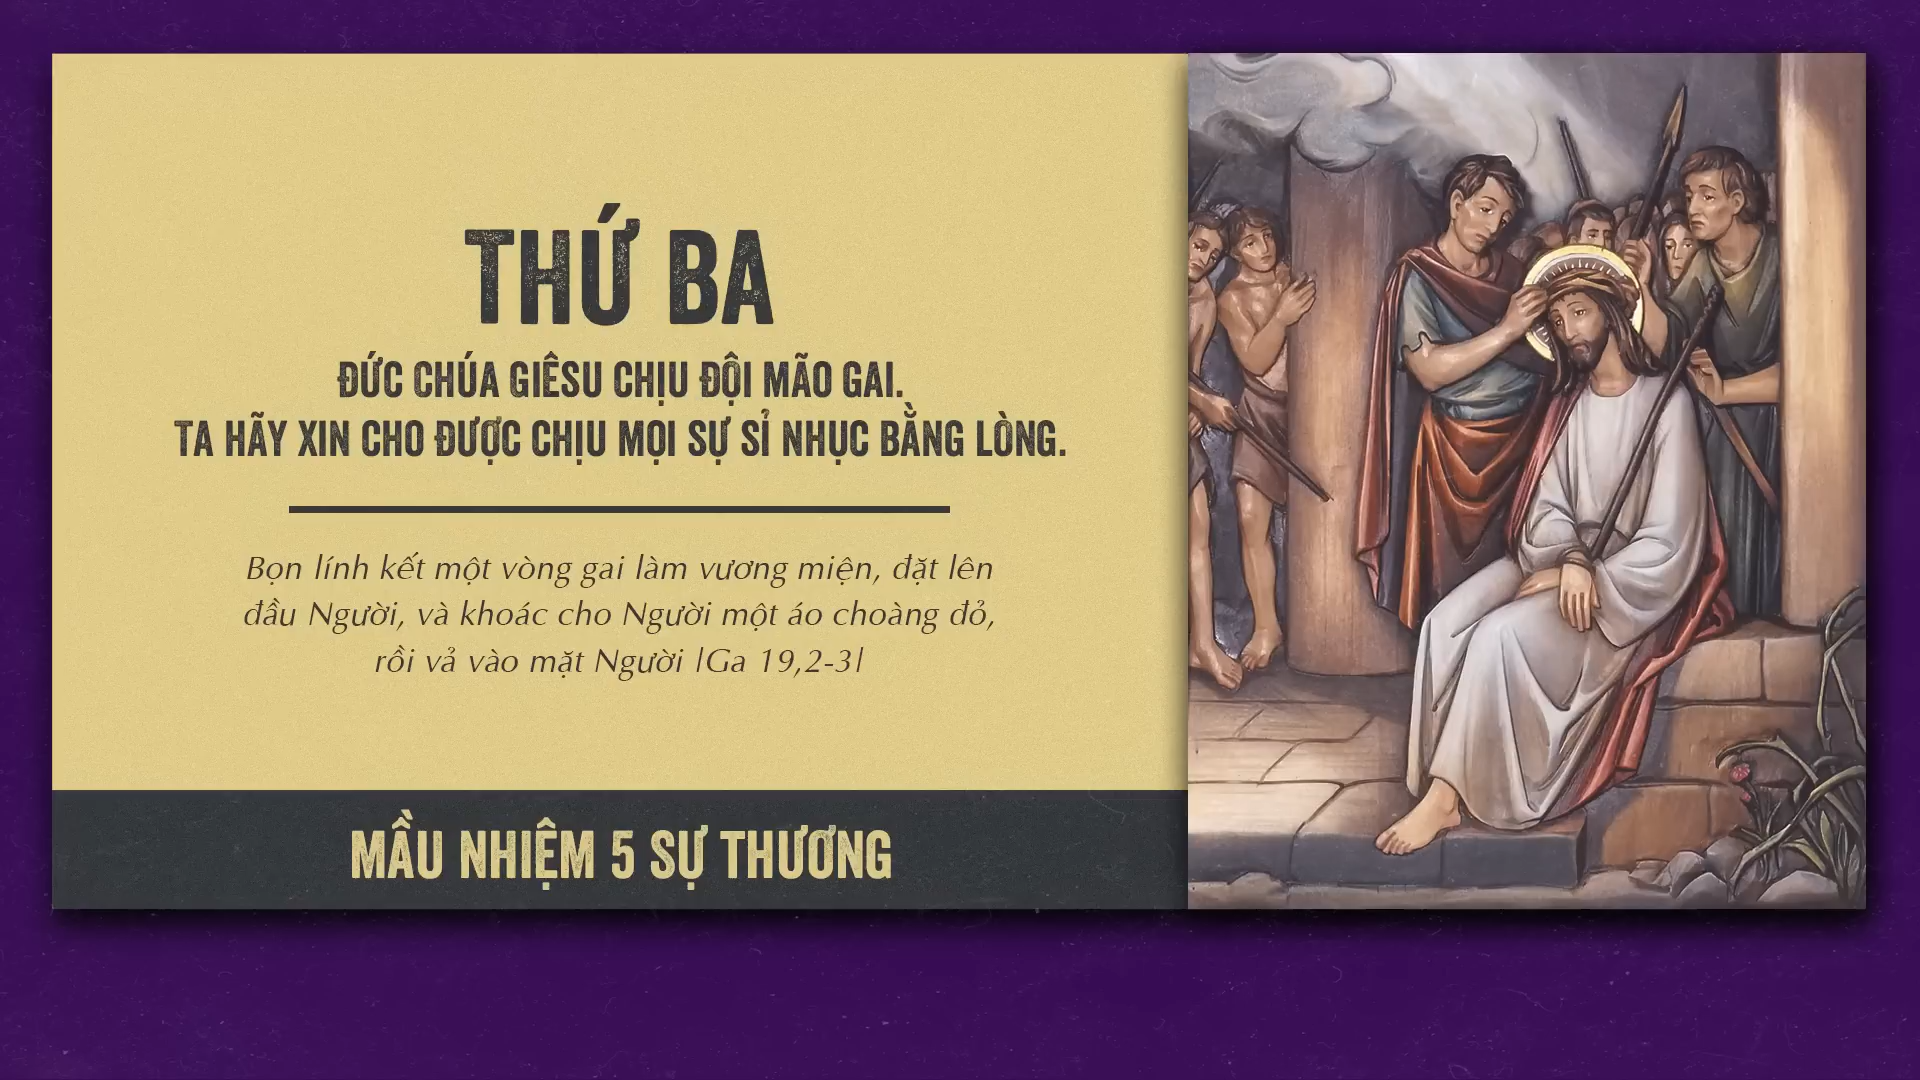 THỨ BA
ĐỨC CHÚA GIÊSU CHỊU ĐỘI MÃO GAI.
TA HÃY XIN CHO ĐƯỢC CHỊU MỌI SỰ SỈ NHỤC BẰNG LÒNG.
Bọn lính kết một vòng gai làm vương miện, đặt lên
đầu Người, và khoác cho Người một áo choàng đỏ,
rồi vả vào mặt Người |Ga 19,2-3|
MẦU NHIỆM 5 SỰ THƯƠNG